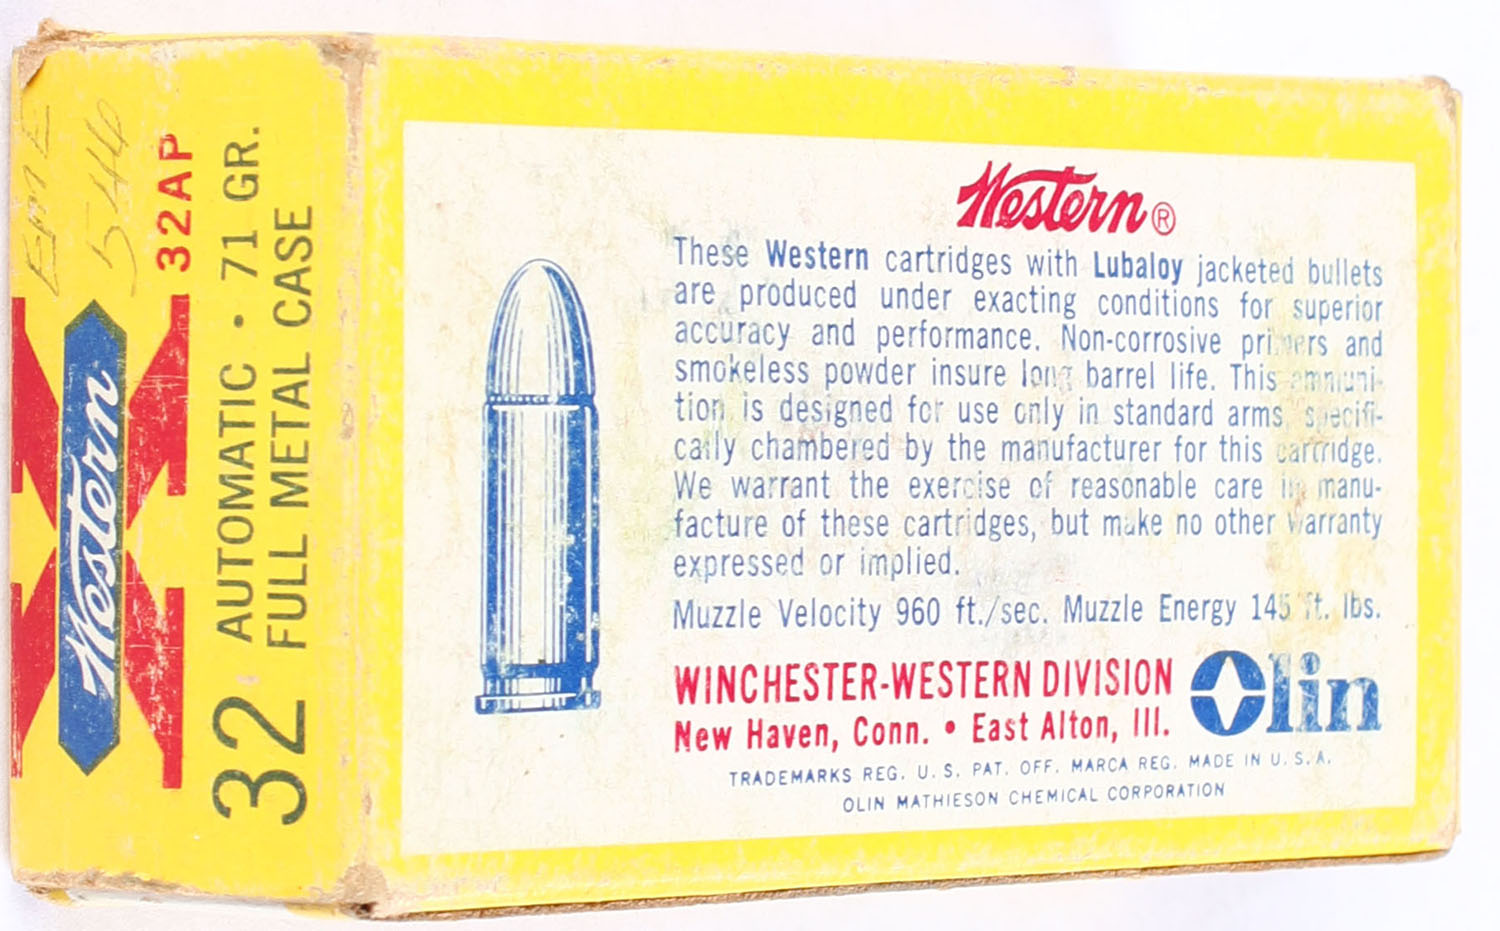 EME
544
32AP
Western
X
32 AUTOMATIC • 71 GR.
FULL METAL CASE
Western®
These Western cartridges with Lubaloy jacketed bullets
are produced under exacting conditions for superior
accuracy and performance. Non-corrosive primers and
smokeless powder insure long barrel life. This ammuni-
tion is designed for use only in standard arms specifi-
cally chambered by the manufacturer for this cartridge.
We warrant the exercise of reasonable care in manu-
facture of these cartridges, but make no other warranty
expressed or implied.
Muzzle Velocity 960 ft./sec. Muzzle Energy 145 ft. lbs.
WINCHESTER-WESTERN DIVISION
New Haven, Conn. • East Alton, Ill.
Olin
TRADEMARKS REG. U. S. PAT. OFF. MARCA REG. MADE IN U. S. A.
OLIN MATHIESON CHEMICAL CORPORATION